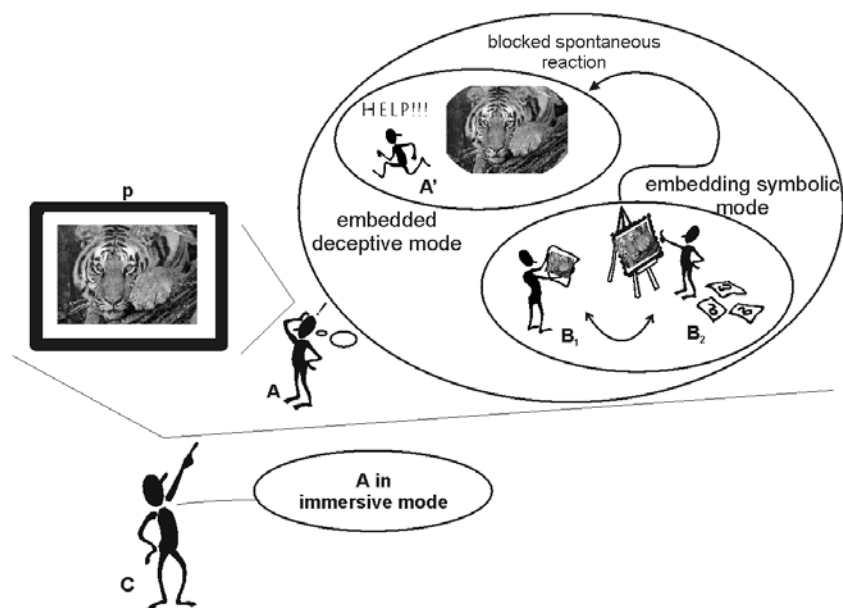 blocked spontaneous
reaction
HELP!!!
A'
p
embedding symbolic
mode
embedded
deceptive mode
B₁
B₂
A
A in
immersive mode
C